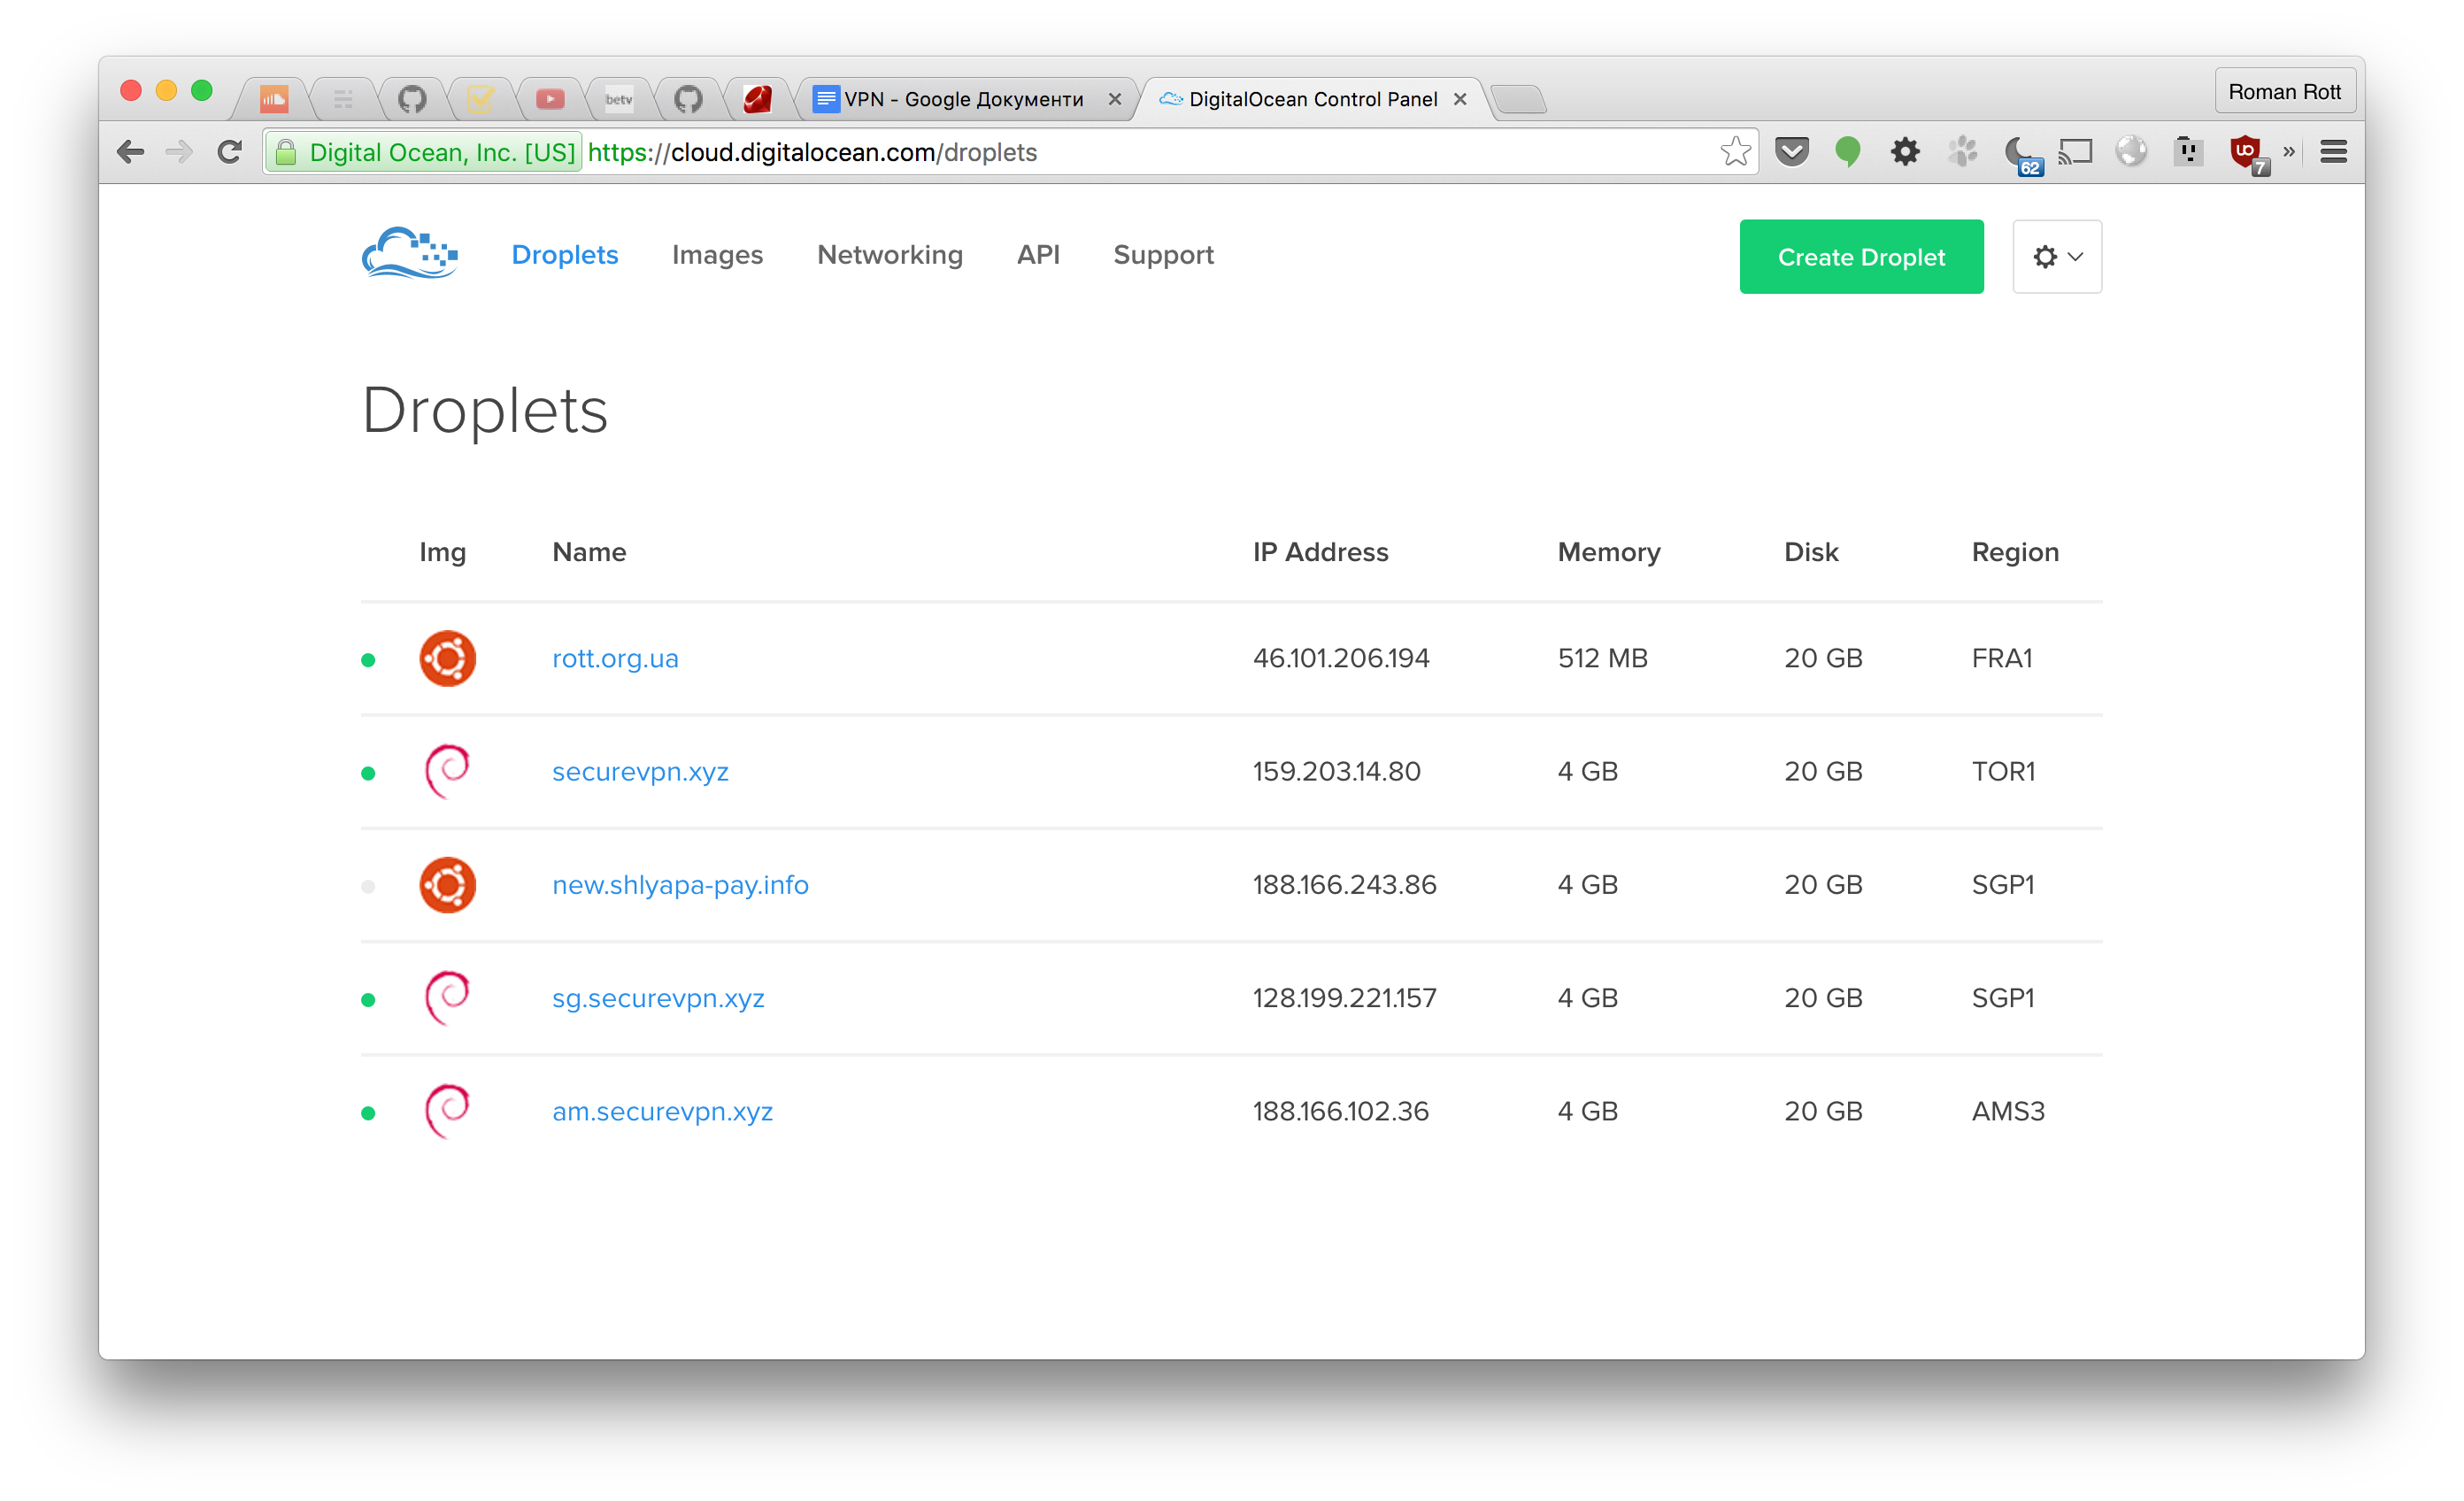 betv
VPN - Google Документи
DigitalOcean Control Panel
Roman Rott
Digital Ocean, Inc. [US] https://cloud.digitalocean.com/droplets
62
uo
7
»
Droplets Images Networking API Support
Create Droplet
Droplets
Img Name IP Address Memory Disk Region
rott.org.ua 46.101.206.194 512 MB 20 GB FRA1
securevpn.xyz 159.203.14.80 4 GB 20 GB TOR1
new.shlyapa-pay.info 188.166.243.86 4 GB 20 GB SGP1
sg.securevpn.xyz 128.199.221.157 4 GB 20 GB SGP1
am.securevpn.xyz 188.166.102.36 4 GB 20 GB AMS3